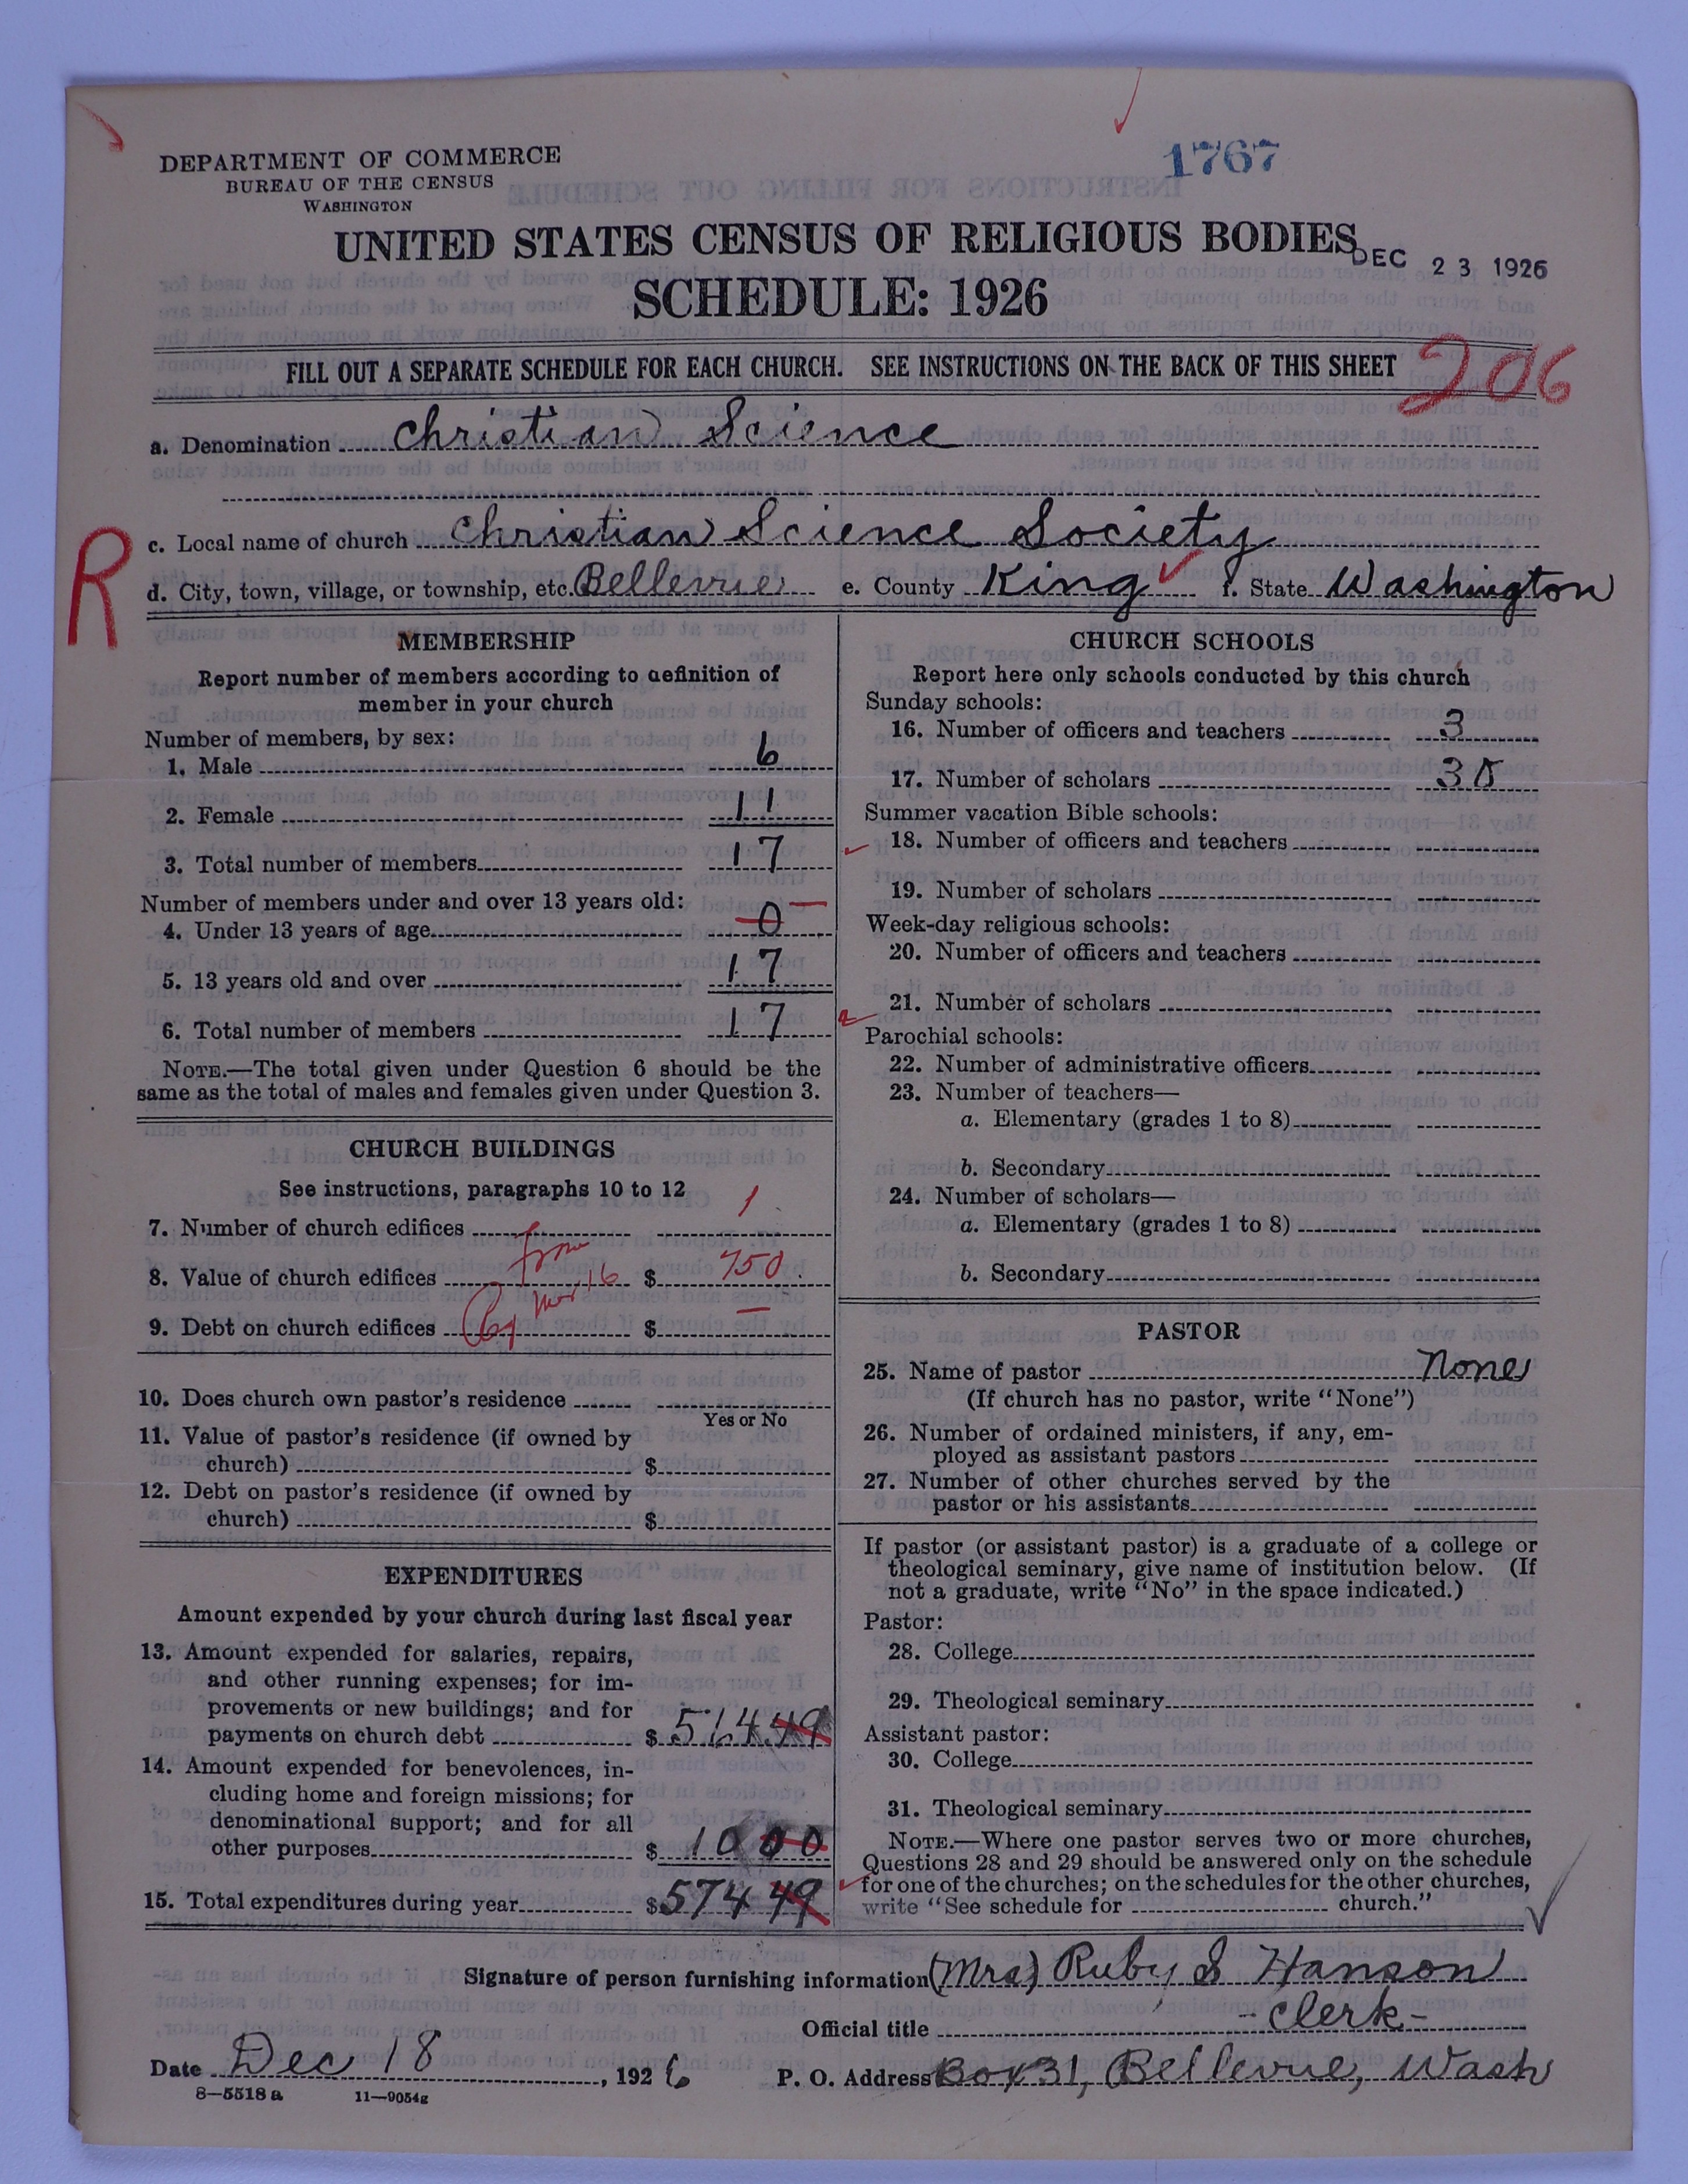 1767
DEPARTMENT OF COMMERCE
BUREAU OF THE CENSUS
WASHINGTON
UNITED STATES CENSUS OF RELIGIOUS BODIES
DEC 23 1926
SCHEDULE: 1926
FILL OUT A SEPARATE SCHEDULE FOR EACH CHURCH. SEE INSTRUCTIONS ON THE BACK OF THIS SHEET
206
a. Denomination Christian Science
c. Local name of church Christian Science Society
R
d. City, town, village, or township, etc. Bellevue e. County King f. State Washington
MEMBERSHIP
Report number of members according to definition of
member in your church
Number of members, by sex:
1. Male 6
2. Female 11
3. Total number of members 17
Number of members under and over 13 years old:
4. Under 13 years of age 0 —
5. 13 years old and over 17
6. Total number of members 17
NOTE.—The total given under Question 6 should be the
same as the total of males and females given under Question 3.
CHURCH BUILDINGS
See instructions, paragraphs 10 to 12
7. Number of church edifices 1
8. Value of church edifices from 16 $ 750
9. Debt on church edifices $ —
10. Does church own pastor's residence
Yes or No
11. Value of pastor's residence (if owned by
church) $
12. Debt on pastor's residence (if owned by
church) $
EXPENDITURES
Amount expended by your church during last fiscal year
13. Amount expended for salaries, repairs,
and other running expenses; for im-
provements or new buildings; and for
payments on church debt $ 564 49
14. Amount expended for benevolences, in-
cluding home and foreign missions; for
denominational support; and for all
other purposes $ 10 00
15. Total expenditures during year $ 574 49
CHURCH SCHOOLS
Report here only schools conducted by this church
Sunday schools:
16. Number of officers and teachers 3
17. Number of scholars 35
Summer vacation Bible schools:
18. Number of officers and teachers
19. Number of scholars
Week-day religious schools:
20. Number of officers and teachers
21. Number of scholars
Parochial schools:
22. Number of administrative officers
23. Number of teachers—
a. Elementary (grades 1 to 8)
b. Secondary
24. Number of scholars—
a. Elementary (grades 1 to 8)
b. Secondary
PASTOR
25. Name of pastor None
(If church has no pastor, write "None")
26. Number of ordained ministers, if any, em-
ployed as assistant pastors
27. Number of other churches served by the
pastor or his assistants
If pastor (or assistant pastor) is a graduate of a college or
theological seminary, give name of institution below. (If
not a graduate, write "No" in the space indicated.)
Pastor:
28. College
29. Theological seminary
Assistant pastor:
30. College
31. Theological seminary
NOTE.—Where one pastor serves two or more churches,
Questions 28 and 29 should be answered only on the schedule
for one of the churches; on the schedules for the other churches,
write "See schedule for church."
Signature of person furnishing information (Mrs) Ruby S Hanson
Official title - Clerk -
Date Dec 18, 1926 P. O. Address Box 31, Bellevue, Wash
8—5518a 11—9054g